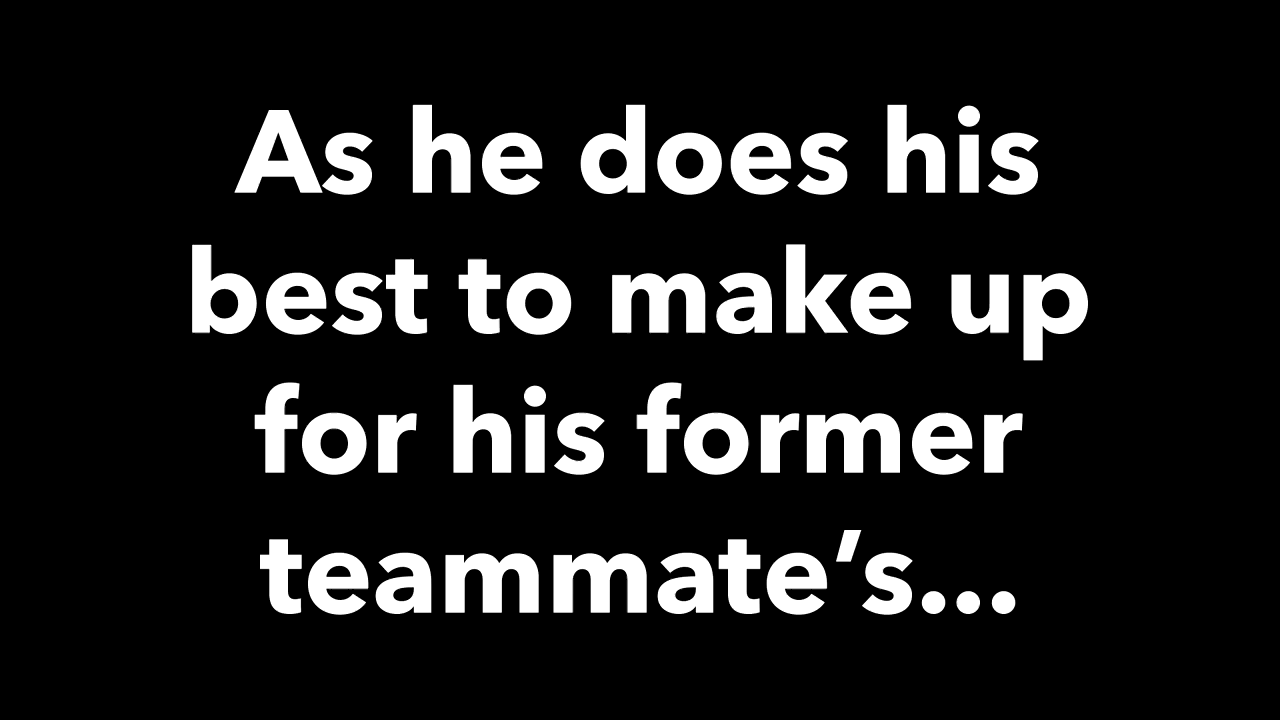 As he does his
best to make up
for his former
teammate’s...